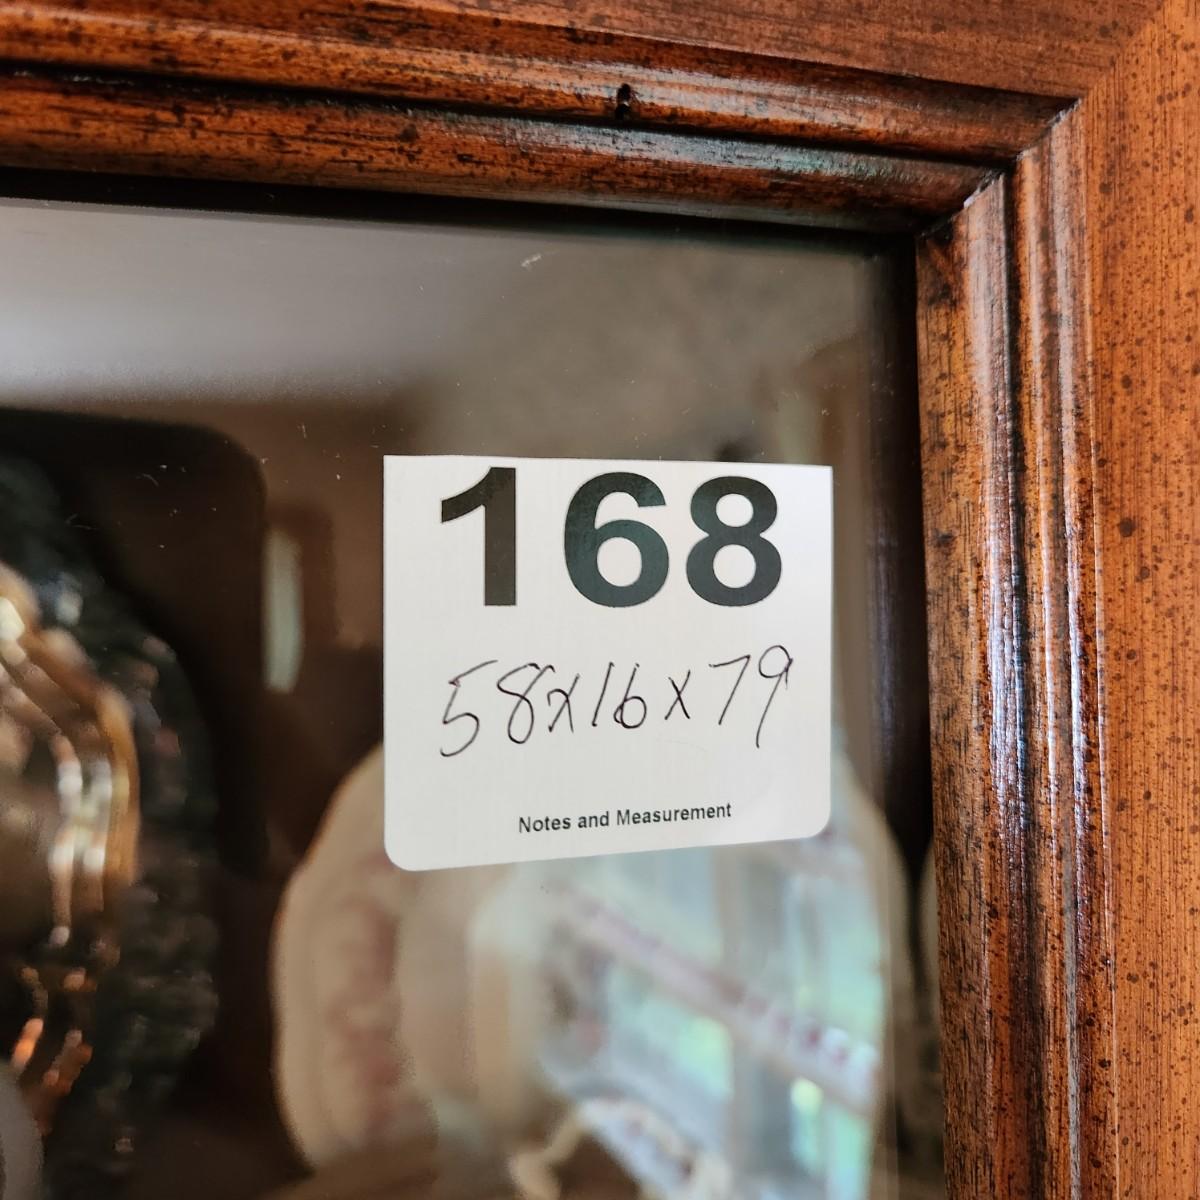 168
58x16x79
Notes and Measurement